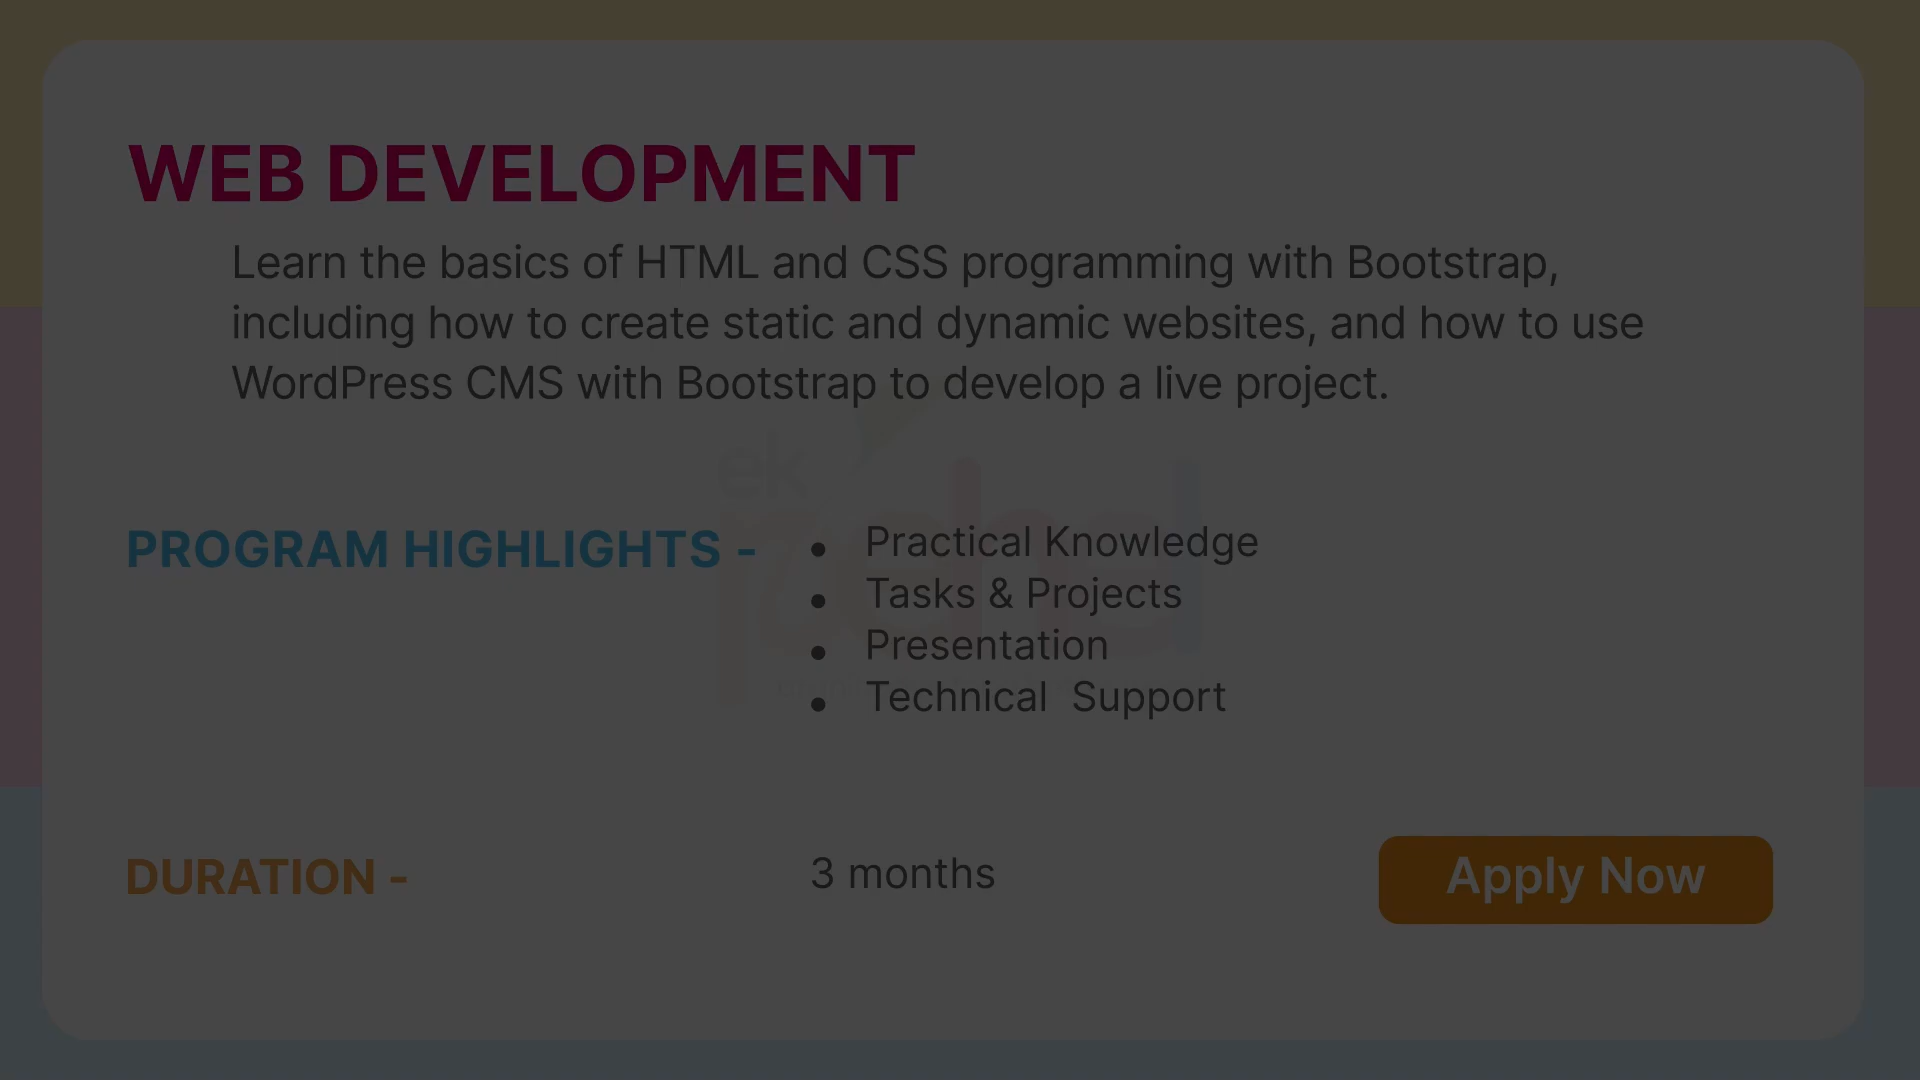 WEB DEVELOPMENT
Learn the basics of HTML and CSS programming with Bootstrap,
including how to create static and dynamic websites, and how to use
WordPress CMS with Bootstrap to develop a live project.
ek
pehel
PROGRAM HIGHLIGHTS -
• Practical Knowledge
• Tasks & Projects
• Presentation
• Technical  Support
DURATION -
3 months
Apply Now